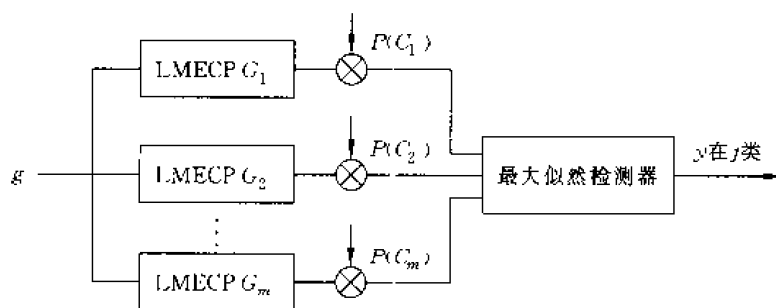 P(C₁)
LMECP G₁
P(C₂)
g
LMECP G₂
最大似然检测器
y在j类
P(Cₘ)
LMECP Gₘ